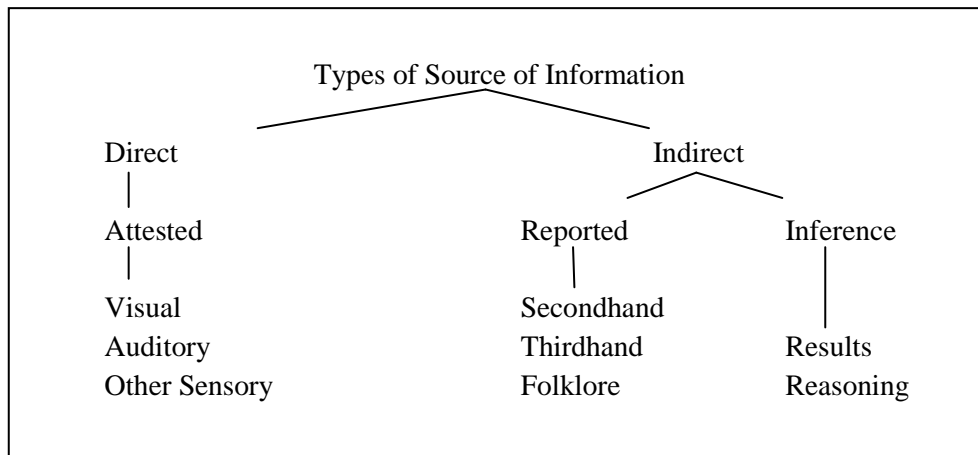 Types of Source of Information
Direct Indirect
Attested Reported Inference
Visual Secondhand
Auditory Thirdhand Results
Other Sensory Folklore Reasoning